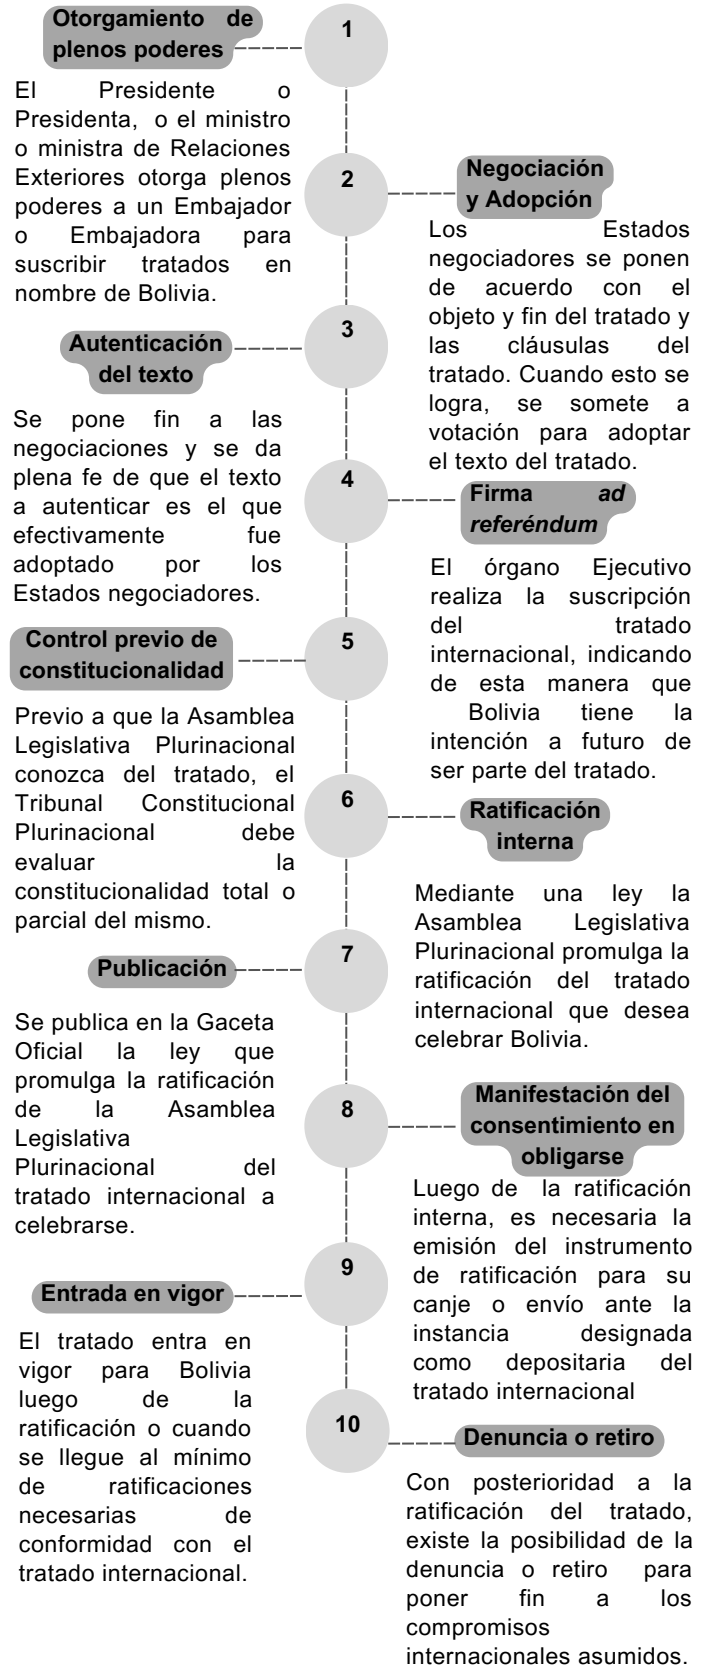 1
Otorgamiento de
plenos poderes
El Presidente o
Presidenta, o el ministro
o ministra de Relaciones
Exteriores otorga plenos
poderes a un Embajador
o Embajadora para
suscribir tratados en
nombre de Bolivia.
2
Negociación
y Adopción
Los Estados
negociadores se ponen
de acuerdo con el
objeto y fin del tratado y
las cláusulas del
tratado. Cuando esto se
logra, se somete a
votación para adoptar
el texto del tratado.
3
Autenticación
del texto
Se pone fin a las
negociaciones y se da
plena fe de que el texto
a autenticar es el que
efectivamente fue
adoptado por los
Estados negociadores.
4
Firma ad
referéndum
El órgano Ejecutivo
realiza la suscripción
del tratado
internacional, indicando
de esta manera que
Bolivia tiene la
intención a futuro de
ser parte del tratado.
5
Control previo de
constitucionalidad
Previo a que la Asamblea
Legislativa Plurinacional
conozca del tratado, el
Tribunal Constitucional
Plurinacional debe
evaluar la
constitucionalidad total o
parcial del mismo.
6
Ratificación
interna
Mediante una ley la
Asamblea Legislativa
Plurinacional promulga la
ratificación del tratado
internacional que desea
celebrar Bolivia.
7
Publicación
Se publica en la Gaceta
Oficial la ley que
promulga la ratificación
de la Asamblea
Legislativa
Plurinacional del
tratado internacional a
celebrarse.
8
Manifestación del
consentimiento en
obligarse
Luego de la ratificación
interna, es necesaria la
emisión del instrumento
de ratificación para su
canje o envío ante la
instancia designada
como depositaria del
tratado internacional
9
Entrada en vigor
El tratado entra en
vigor para Bolivia
luego de la
ratificación o cuando
se llegue al mínimo
de ratificaciones
necesarias de
conformidad con el
tratado internacional.
10
Denuncia o retiro
Con posterioridad a la
ratificación del tratado,
existe la posibilidad de la
denuncia o retiro para
poner fin a los
compromisos
internacionales asumidos.